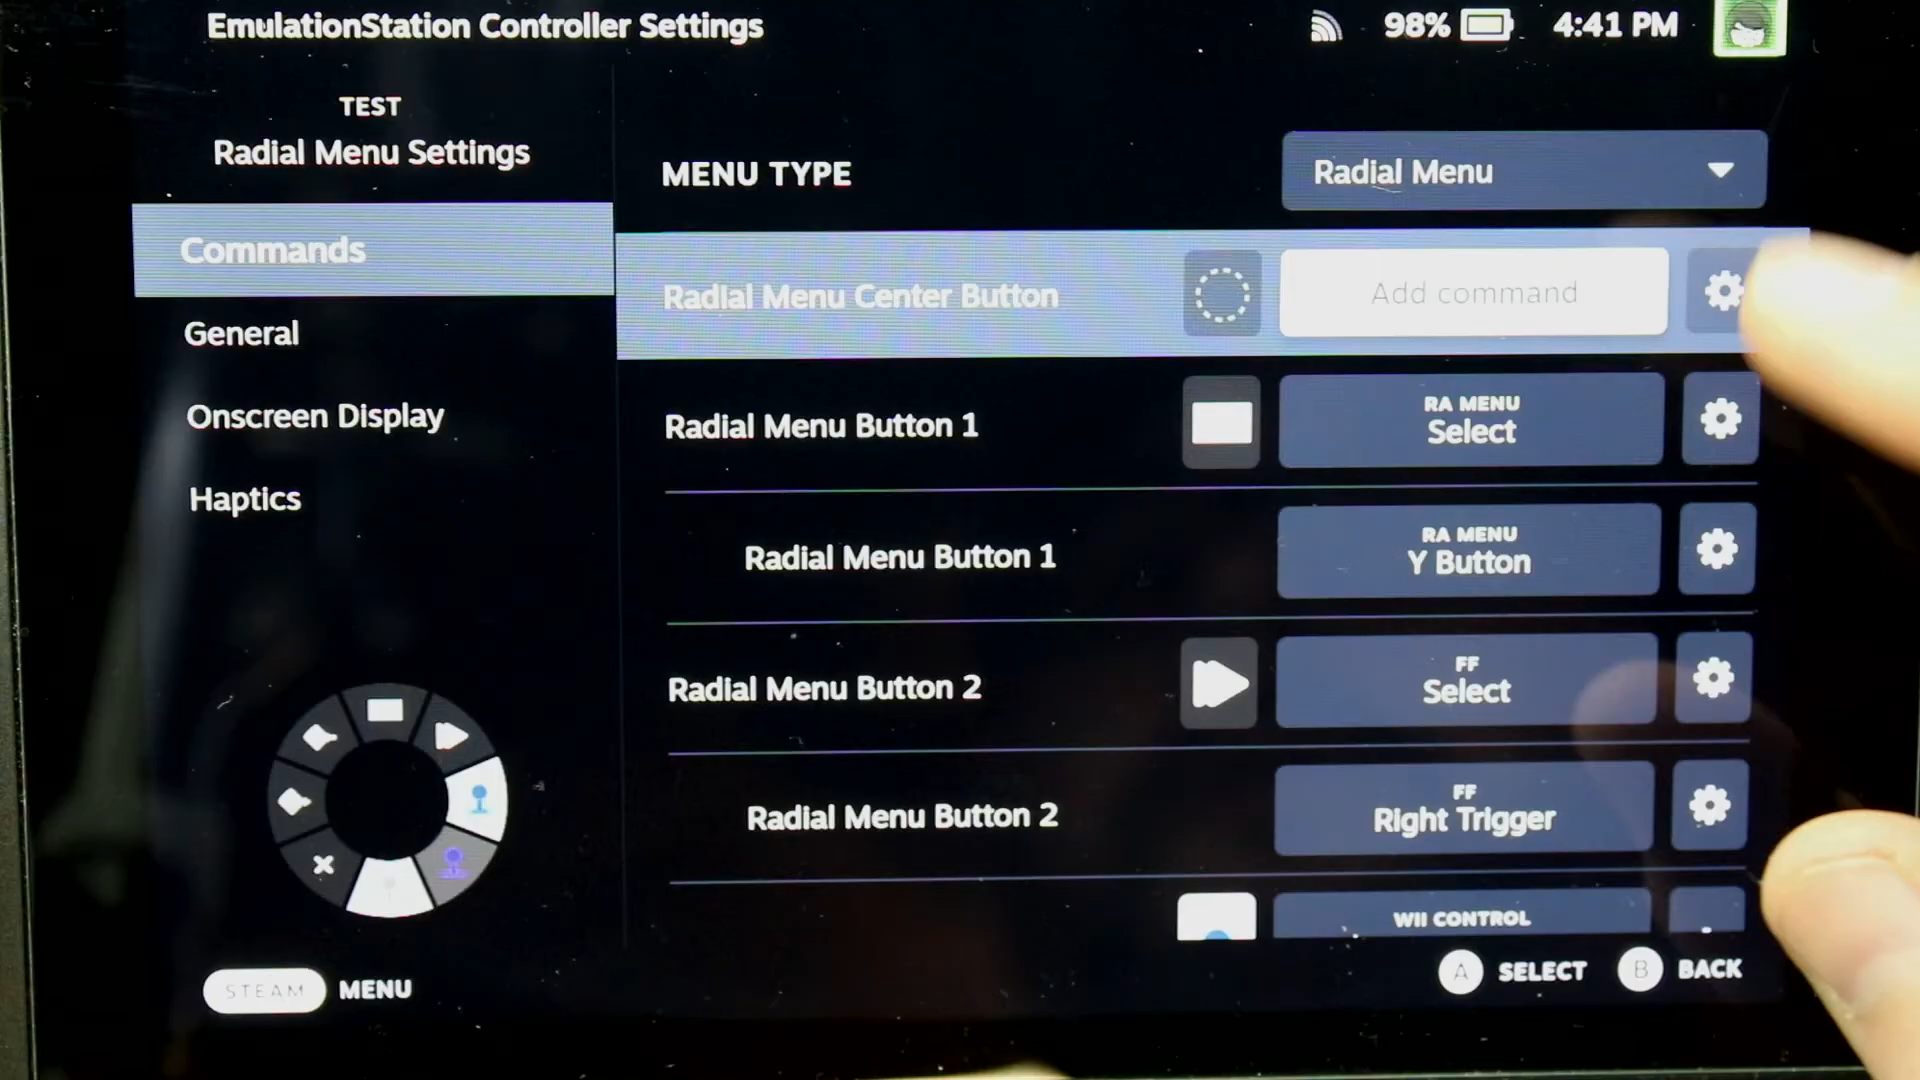 EmulationStation Controller Settings
98%
4:41 PM
TEST
Radial Menu Settings
Commands
General
Onscreen Display
Haptics
MENU TYPE
Radial Menu
Radial Menu Center Button
Add command
Radial Menu Button 1
RA MENU
Select
Radial Menu Button 1
RA MENU
Y Button
Radial Menu Button 2
FF
Select
Radial Menu Button 2
FF
Right Trigger
WII CONTROL
STEAM MENU
A SELECT B BACK